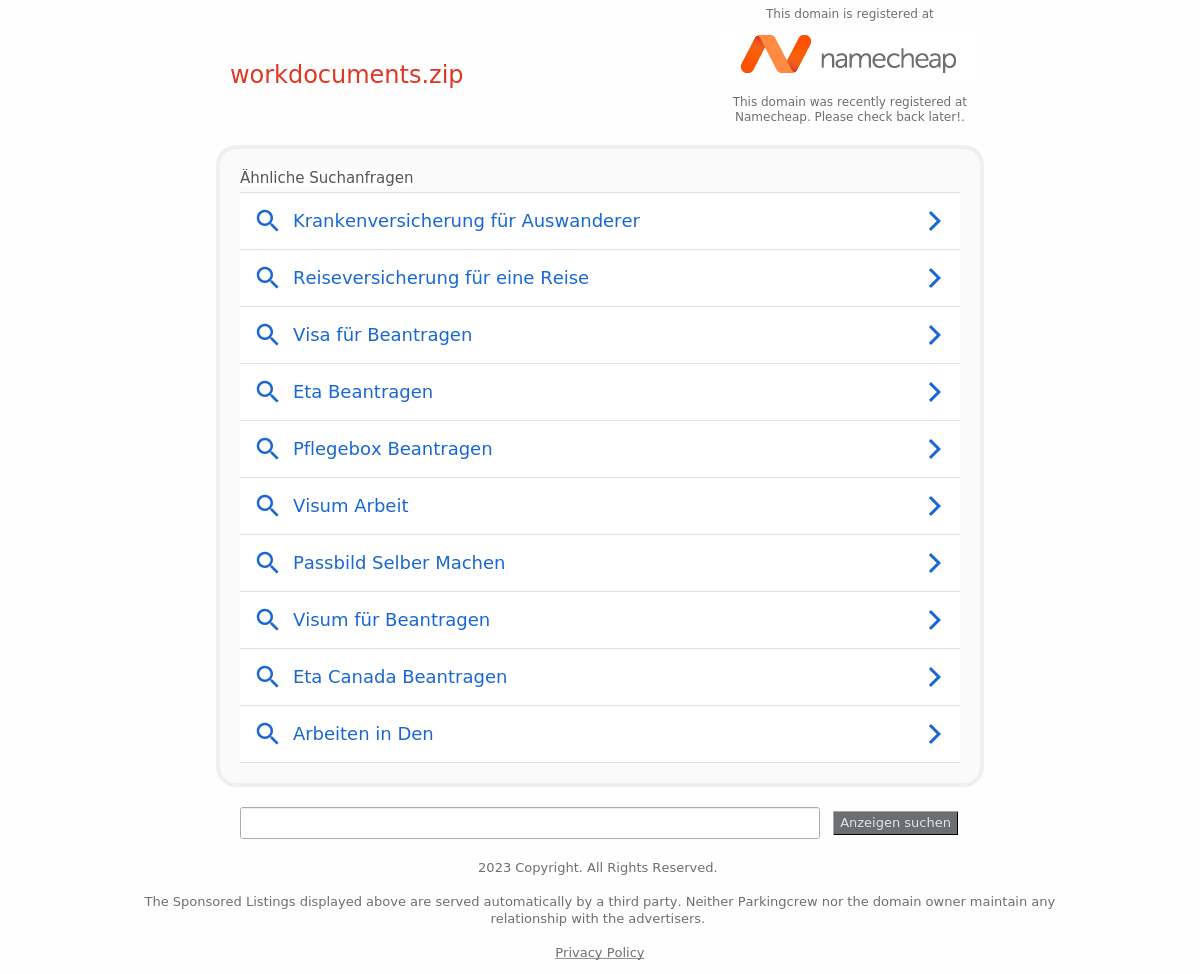 This domain is registered at
namecheap
workdocuments.zip
This domain was recently registered at
Namecheap. Please check back later!.
Ähnliche Suchanfragen
Krankenversicherung für Auswanderer
Reiseversicherung für eine Reise
Visa für Beantragen
Eta Beantragen
Pflegebox Beantragen
Visum Arbeit
Passbild Selber Machen
Visum für Beantragen
Eta Canada Beantragen
Arbeiten in Den
Anzeigen suchen
2023 Copyright. All Rights Reserved.
The Sponsored Listings displayed above are served automatically by a third party. Neither Parkingcrew nor the domain owner maintain any
relationship with the advertisers.
Privacy Policy